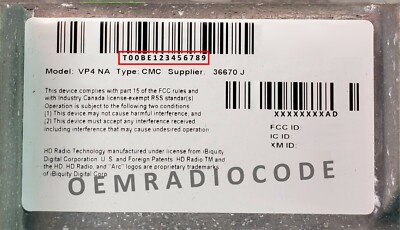 T00BE123456789
Model: VP4 NA Type: CMC Supplier: 36670 J
This device complies with part 15 of the FCC rules and
with Industry Canada license-exempt RSS standard(s).
Operation is subject to the following two conditions
(1) This device may not cause harmful interference, and
(2) This device must accept any interference received
including interference that may cause undesired operation
XXXXXXXXAD
FCC ID:
IC ID:
XM ID:
HD Radio Technology manufactured under license from iBiquity
Digital Corporation. U. S. and Foreign Patents. HD Radio TM and
the HD. HD Radio, and "Arc" logos are proprietary marks
of iBiquity Digital Corp
OEMRADIOCODE